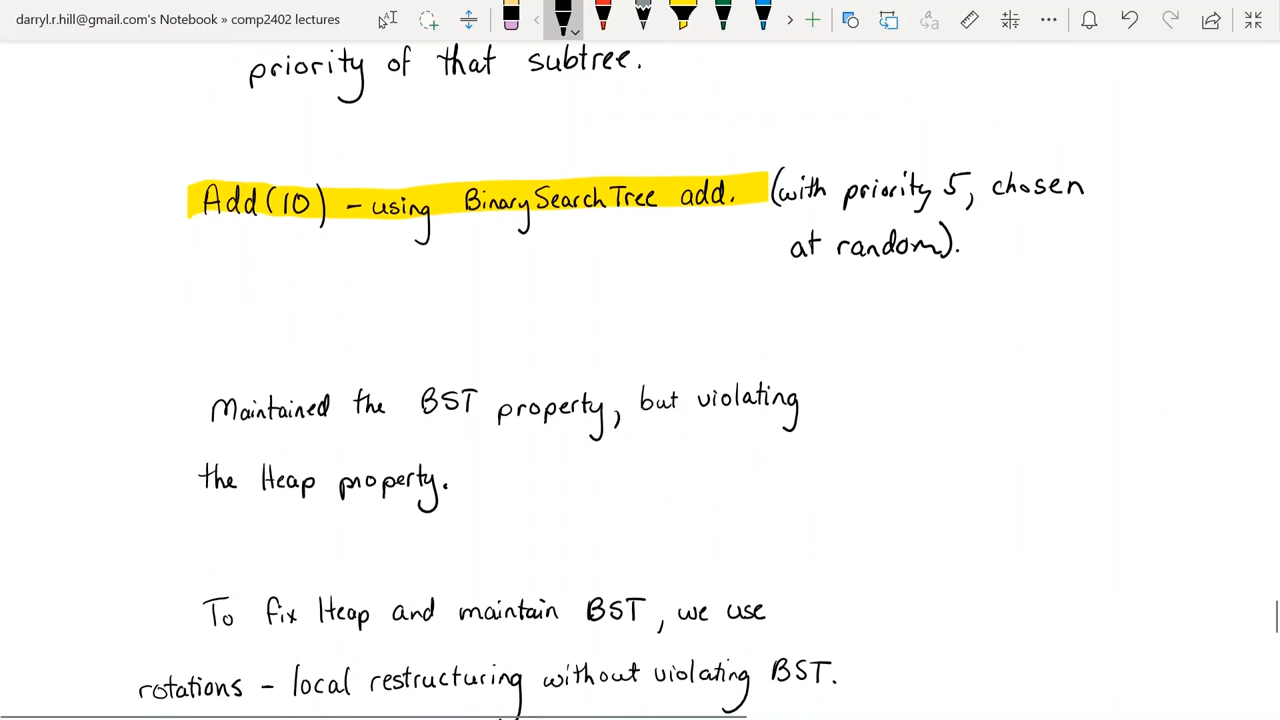 darryl.r.hill@gmail.com's Notebook » comp2402 lectures
priority of that subtree.
Add(10) - using BinarySearchTree add. (with priority 5, chosen
at random).
Maintained the BST property, but violating
the Heap property.
To fix Heap and maintain BST, we use
rotations - local restructuring without violating BST.